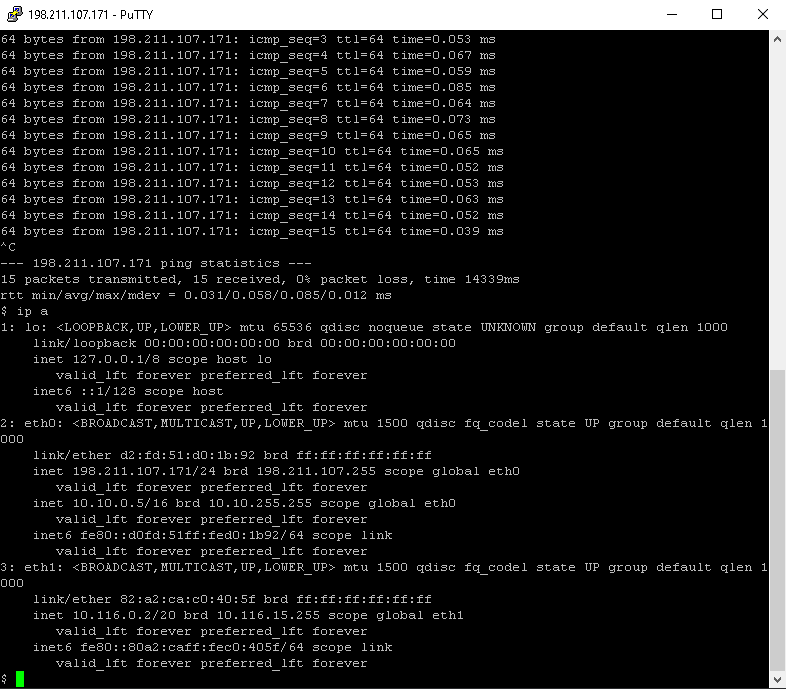 198.211.107.171 - PuTTY
64 bytes from 198.211.107.171: icmp_seq=3 ttl=64 time=0.053 ms
64 bytes from 198.211.107.171: icmp_seq=4 ttl=64 time=0.067 ms
64 bytes from 198.211.107.171: icmp_seq=5 ttl=64 time=0.059 ms
64 bytes from 198.211.107.171: icmp_seq=6 ttl=64 time=0.085 ms
64 bytes from 198.211.107.171: icmp_seq=7 ttl=64 time=0.064 ms
64 bytes from 198.211.107.171: icmp_seq=8 ttl=64 time=0.073 ms
64 bytes from 198.211.107.171: icmp_seq=9 ttl=64 time=0.065 ms
64 bytes from 198.211.107.171: icmp_seq=10 ttl=64 time=0.065 ms
64 bytes from 198.211.107.171: icmp_seq=11 ttl=64 time=0.052 ms
64 bytes from 198.211.107.171: icmp_seq=12 ttl=64 time=0.053 ms
64 bytes from 198.211.107.171: icmp_seq=13 ttl=64 time=0.063 ms
64 bytes from 198.211.107.171: icmp_seq=14 ttl=64 time=0.052 ms
64 bytes from 198.211.107.171: icmp_seq=15 ttl=64 time=0.039 ms
^C
--- 198.211.107.171 ping statistics ---
15 packets transmitted, 15 received, 0% packet loss, time 14339ms
rtt min/avg/max/mdev = 0.031/0.058/0.085/0.012 ms
$ ip a
1: lo: <LOOPBACK,UP,LOWER_UP> mtu 65536 qdisc noqueue state UNKNOWN group default qlen 1000
    link/loopback 00:00:00:00:00:00 brd 00:00:00:00:00:00
    inet 127.0.0.1/8 scope host lo
       valid_lft forever preferred_lft forever
    inet6 ::1/128 scope host
       valid_lft forever preferred_lft forever
2: eth0: <BROADCAST,MULTICAST,UP,LOWER_UP> mtu 1500 qdisc fq_codel state UP group default qlen 1
000
    link/ether d2:fd:51:d0:1b:92 brd ff:ff:ff:ff:ff:ff
    inet 198.211.107.171/24 brd 198.211.107.255 scope global eth0
       valid_lft forever preferred_lft forever
    inet 10.10.0.5/16 brd 10.10.255.255 scope global eth0
       valid_lft forever preferred_lft forever
    inet6 fe80::d0fd:51ff:fed0:1b92/64 scope link
       valid_lft forever preferred_lft forever
3: eth1: <BROADCAST,MULTICAST,UP,LOWER_UP> mtu 1500 qdisc fq_codel state UP group default qlen 1
000
    link/ether 82:a2:ca:c0:40:5f brd ff:ff:ff:ff:ff:ff
    inet 10.116.0.2/20 brd 10.116.15.255 scope global eth1
       valid_lft forever preferred_lft forever
    inet6 fe80::80a2:caff:fec0:405f/64 scope link
       valid_lft forever preferred_lft forever
$